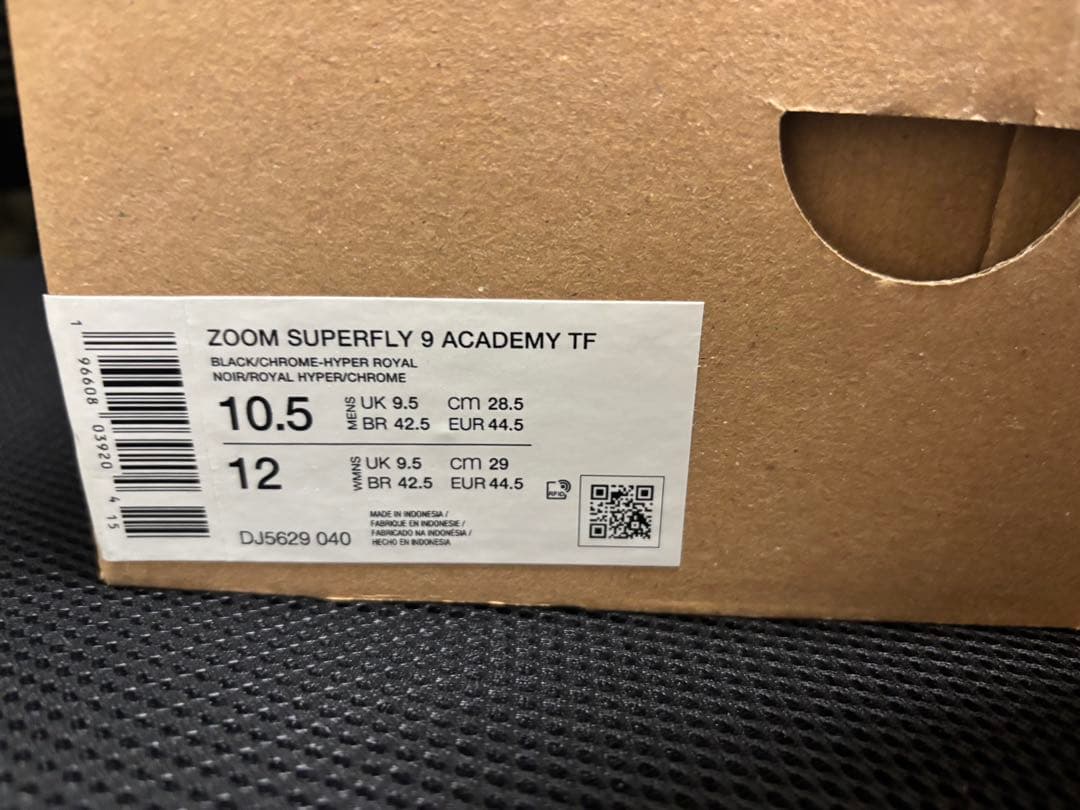 ZOOM SUPERFLY 9 ACADEMY TF
BLACK/CHROME-HYPER ROYAL
NOIR/ROYAL HYPER/CHROME
10.5 MENS UK 9.5 CM 28.5
BR 42.5 EUR 44.5
12 WMNS UK 9.5 CM 29
BR 42.5 EUR 44.5
RFID
MADE IN INDONESIA /
FABRIQUE EN INDONESIE /
FABRICADO NA INDONESIA /
HECHO EN INDONESIA
DJ5629 040
1 96608 03920 4 15